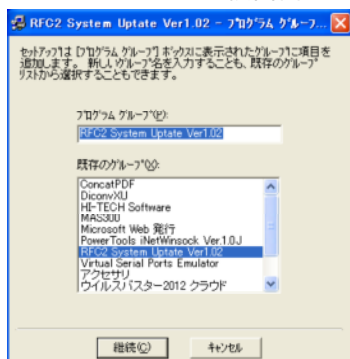 RFC2 System Uptate Ver1.02 - プログラム グループ...
セットアップは [プログラム グループ] ボックスに表示されたグループに項目を
追加します。 新しいグループ名を入力することも、既存のグループ
リストから選択することもできます。
プログラム グループ(P):
RFC2 System Uptate Ver1.02
既存のグループ(X):
ConcatPDF
DiconvXU
HI-TECH Software
MAS300
Microsoft Web 発行
PowerTools iNetWinsock Ver.1.0J
RFC2 System Uptate Ver1.02
Virtual Serial Ports Emulator
アクセサリ
ウイルスバスター2012 クラウド
継続(C)
キャンセル